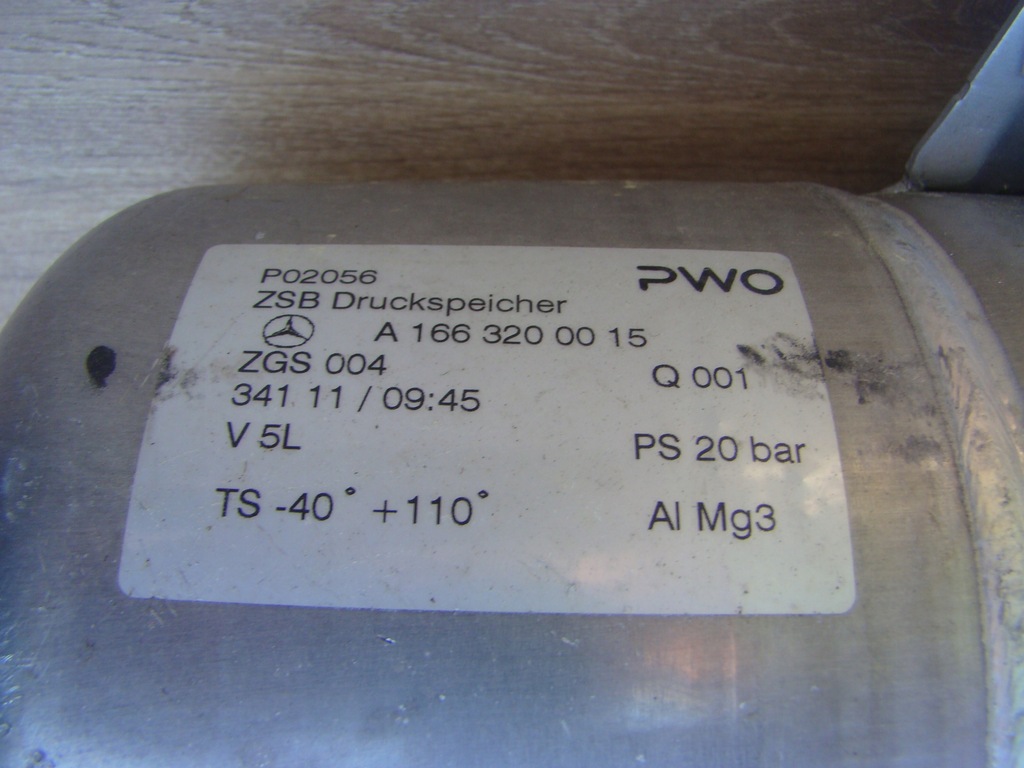 P02056 PWO
ZSB Druckspeicher
A 166 320 00 15
ZGS 004 Q 001
341 11 / 09:45
V 5L PS 20 bar
TS -40° +110° Al Mg3